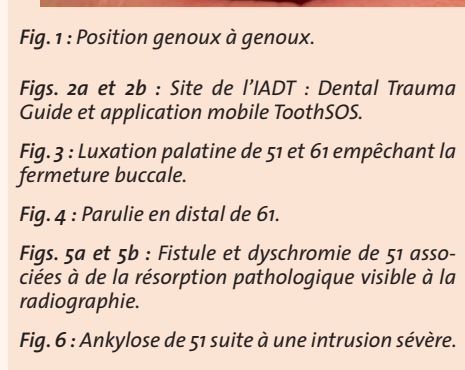 Fig. 1 : Position genoux à genoux.
Figs. 2a et 2b : Site de l'IADT : Dental Trauma
Guide et application mobile ToothSOS.
Fig. 3 : Luxation palatine de 51 et 61 empêchant la
fermeture buccale.
Fig. 4 : Parulie en distal de 61.
Figs. 5a et 5b : Fistule et dyschromie de 51 asso-
ciées à de la résorption pathologique visible à la
radiographie.
Fig. 6 : Ankylose de 51 suite à une intrusion sévère.